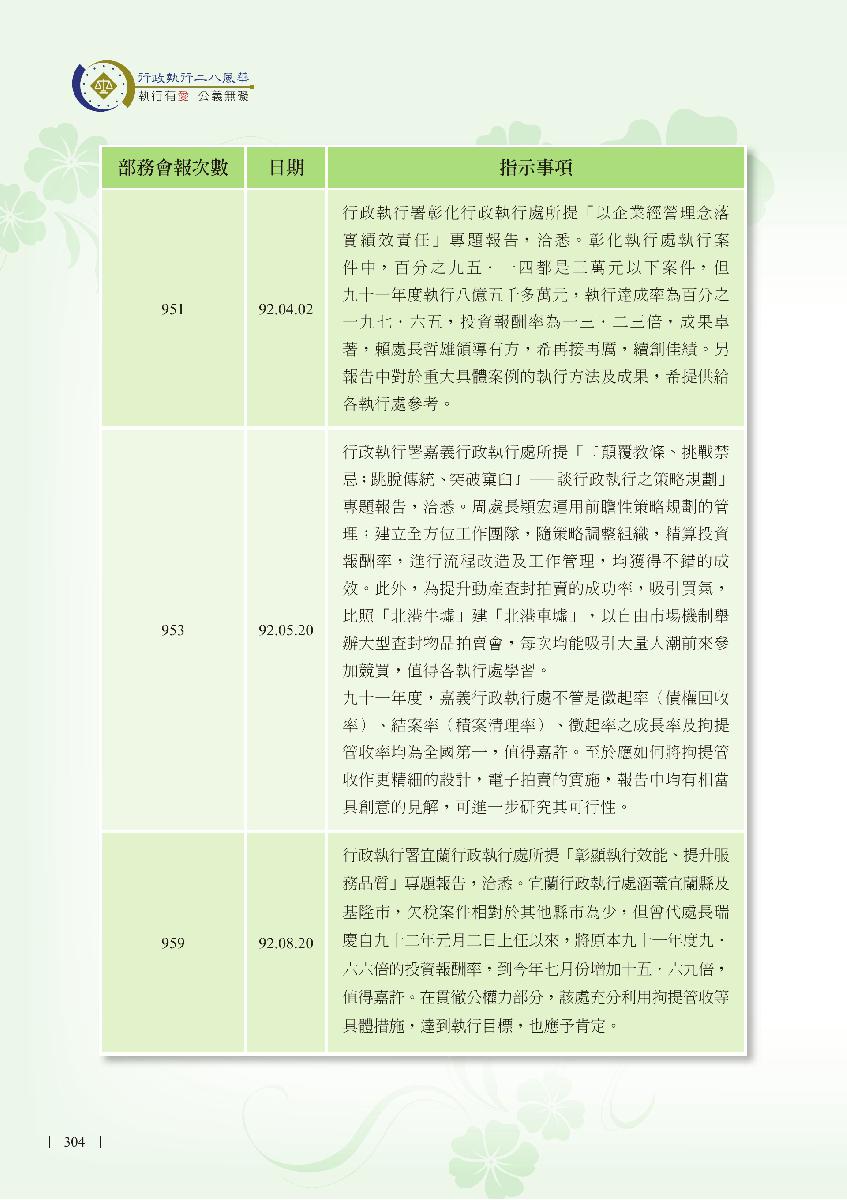 行政執行二八風華
執行有愛 公義無礙
部務會報次數 日期 指示事項
951 92.04.02
行政執行署彰化行政執行處所提「以企業經營理念落
實績效責任」專題報告，洽悉。彰化執行處執行案
件中，百分之九五．一四都是二萬元以下案件，但
九十一年度執行八億五千多萬元，執行達成率為百分之
一九七．六五，投資報酬率為一三．二三倍，成果卓
著，賴處長哲雄領導有方，希再接再厲，續創佳績。另
報告中對於重大具體案例的執行方法及成果，希提供給
各執行處參考。
953 92.05.20
行政執行署嘉義行政執行處所提「『顛覆教條、挑戰禁
忌；跳脫傳統、突破窠臼』——談行政執行之策略規劃」
專題報告，洽悉。周處長穎宏運用前瞻性策略規劃的管
理；建立全方位工作團隊，隨策略調整組織，精算投資
報酬率，進行流程改造及工作管理，均獲得不錯的成
效。此外，為提升動產查封拍賣的成功率，吸引買氣，
比照「北港牛墟」建「北港車墟」，以自由市場機制舉
辦大型查封物品拍賣會，每次均能吸引大量人潮前來參
加競買，值得各執行處學習。
九十一年度，嘉義行政執行處不管是徵起率（債權回收
率）、結案率（積案清理率）、徵起率之成長率及拘提
管收率均為全國第一，值得嘉許。至於應如何將拘提管
收作更精細的設計，電子拍賣的實施，報告中均有相當
具創意的見解，可進一步研究其可行性。
959 92.08.20
行政執行署宜蘭行政執行處所提「彰顯執行效能、提升服
務品質」專題報告，洽悉。宜蘭行政執行處涵蓋宜蘭縣及
基隆市，欠稅案件相對於其他縣市為少，但曾代處長瑞
慶自九十二年元月二日上任以來，將原本九十一年度九．
六六倍的投資報酬率，到今年七月份增加十五．六九倍，
值得嘉許。在貫徹公權力部分，該處充分利用拘提管收等
具體措施，達到執行目標，也應予肯定。
304